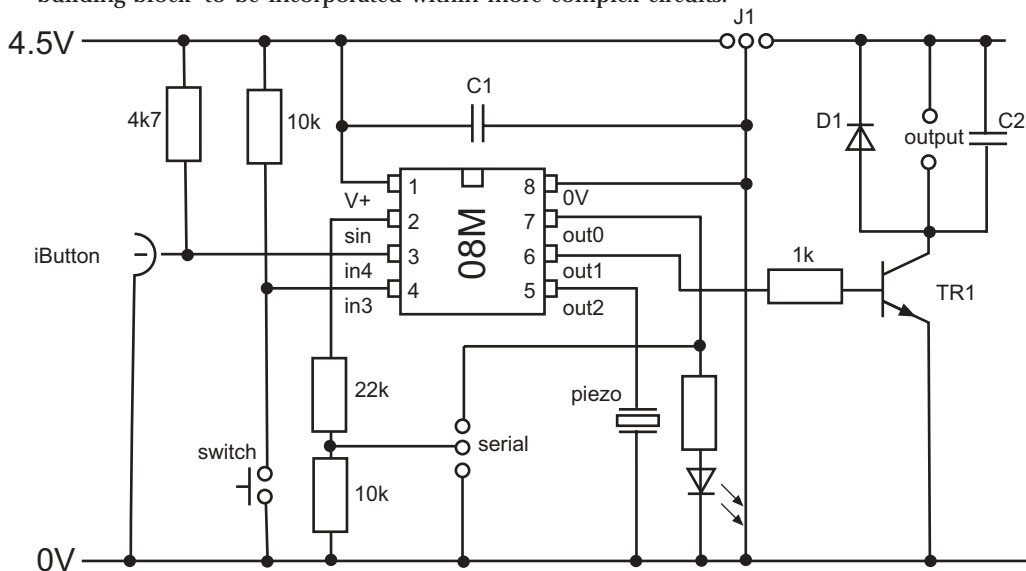 building block' to be incorporated within more complex circuits.
J1
4.5V
C1
4k7
10k
D1
output
C2
1
8
V+
0V
2
7
sin
out0
08M
iButton
3
6
in4
out1
1k
4
5
in3
out2
TR1
22k
piezo
switch
serial
10k
0V